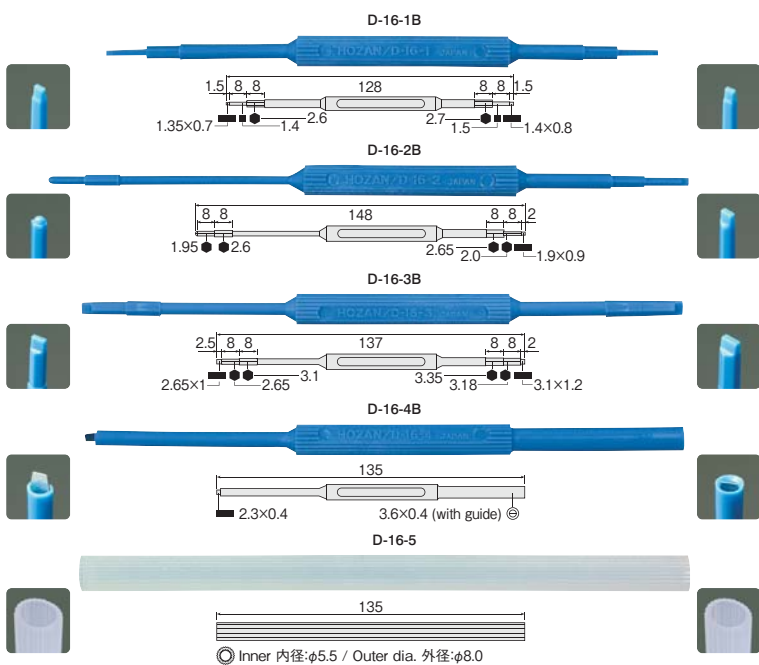 D-16-1B
HOZAN/D-16-1 JAPAN
1.5 8 8 128 8 8 1.5
1.35×0.7 1.4 2.6 2.7 1.5 1.4×0.8
D-16-2B
HOZAN/D-16-2 JAPAN
8 8 148 8 8 2
1.95 2.6 2.65 2.0 1.9×0.9
D-16-3B
HOZAN/D-16-3 JAPAN
2.5 8 8 137 8 8 2
2.65×1 2.65 3.1 3.35 3.18 3.1×1.2
D-16-4B
HOZAN/D-16-4 JAPAN
135
2.3×0.4 3.6×0.4 (with guide)
D-16-5
135
Inner 内径:φ5.5 / Outer dia. 外径:φ8.0